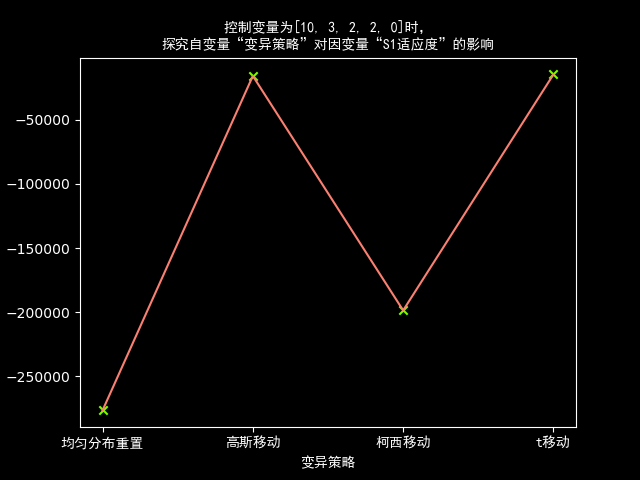 控制变量为[10, 3, 2, 2, 0]时,
探究自变量“变异策略”对因变量“S1适应度”的影响
−50000
−100000
−150000
−200000
−250000
均匀分布重置 高斯移动 柯西移动 t移动
变异策略